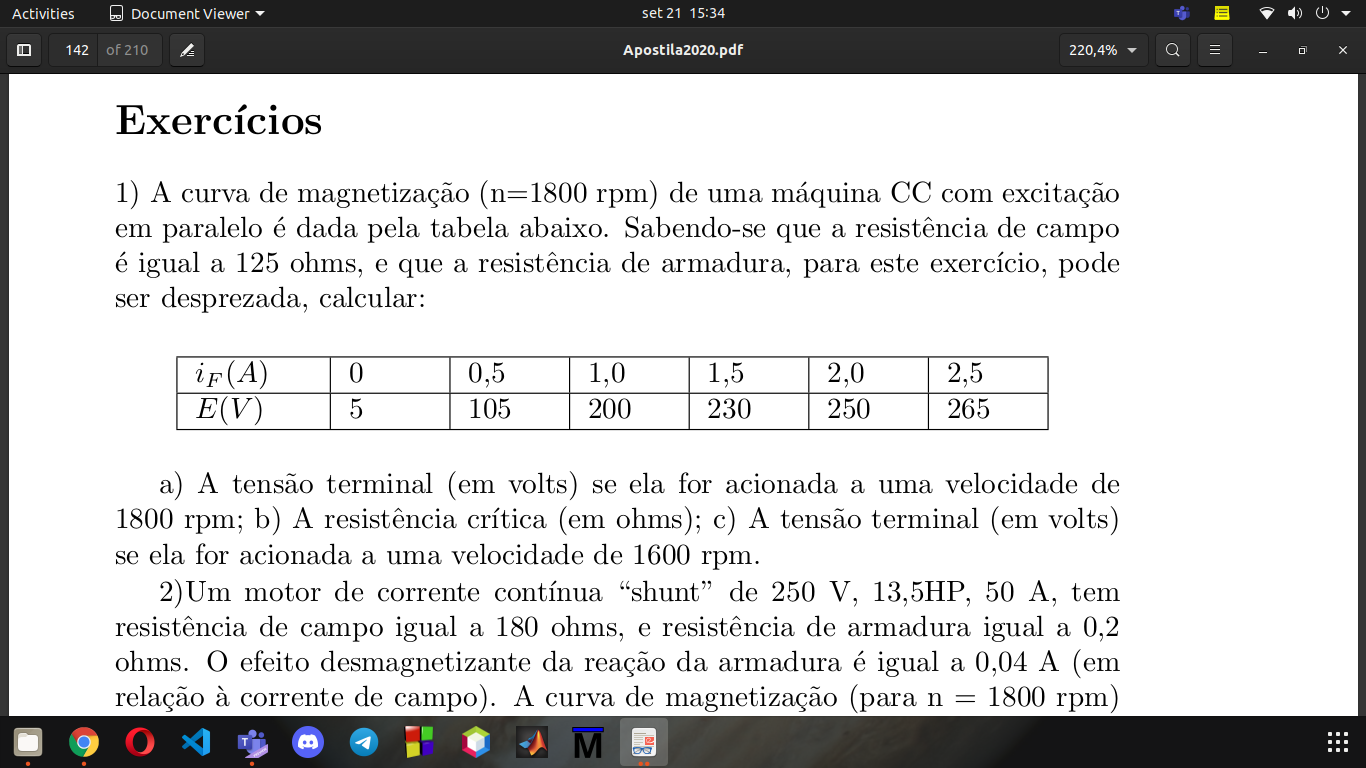 Activities Document Viewer set 21 15:34
142 of 210 Apostila2020.pdf 220,4%
Exercícios
1) A curva de magnetização (n=1800 rpm) de uma máquina CC com excitação
em paralelo é dada pela tabela abaixo. Sabendo-se que a resistência de campo
é igual a 125 ohms, e que a resistência de armadura, para este exercício, pode
ser desprezada, calcular:
iF(A) 0 0,5 1,0 1,5 2,0 2,5
E(V) 5 105 200 230 250 265
a) A tensão terminal (em volts) se ela for acionada a uma velocidade de
1800 rpm; b) A resistência crítica (em ohms); c) A tensão terminal (em volts)
se ela for acionada a uma velocidade de 1600 rpm.
2)Um motor de corrente contínua “shunt” de 250 V, 13,5HP, 50 A, tem
resistência de campo igual a 180 ohms, e resistência de armadura igual a 0,2
ohms. O efeito desmagnetizante da reação da armadura é igual a 0,04 A (em
relação à corrente de campo). A curva de magnetização (para n = 1800 rpm)
M